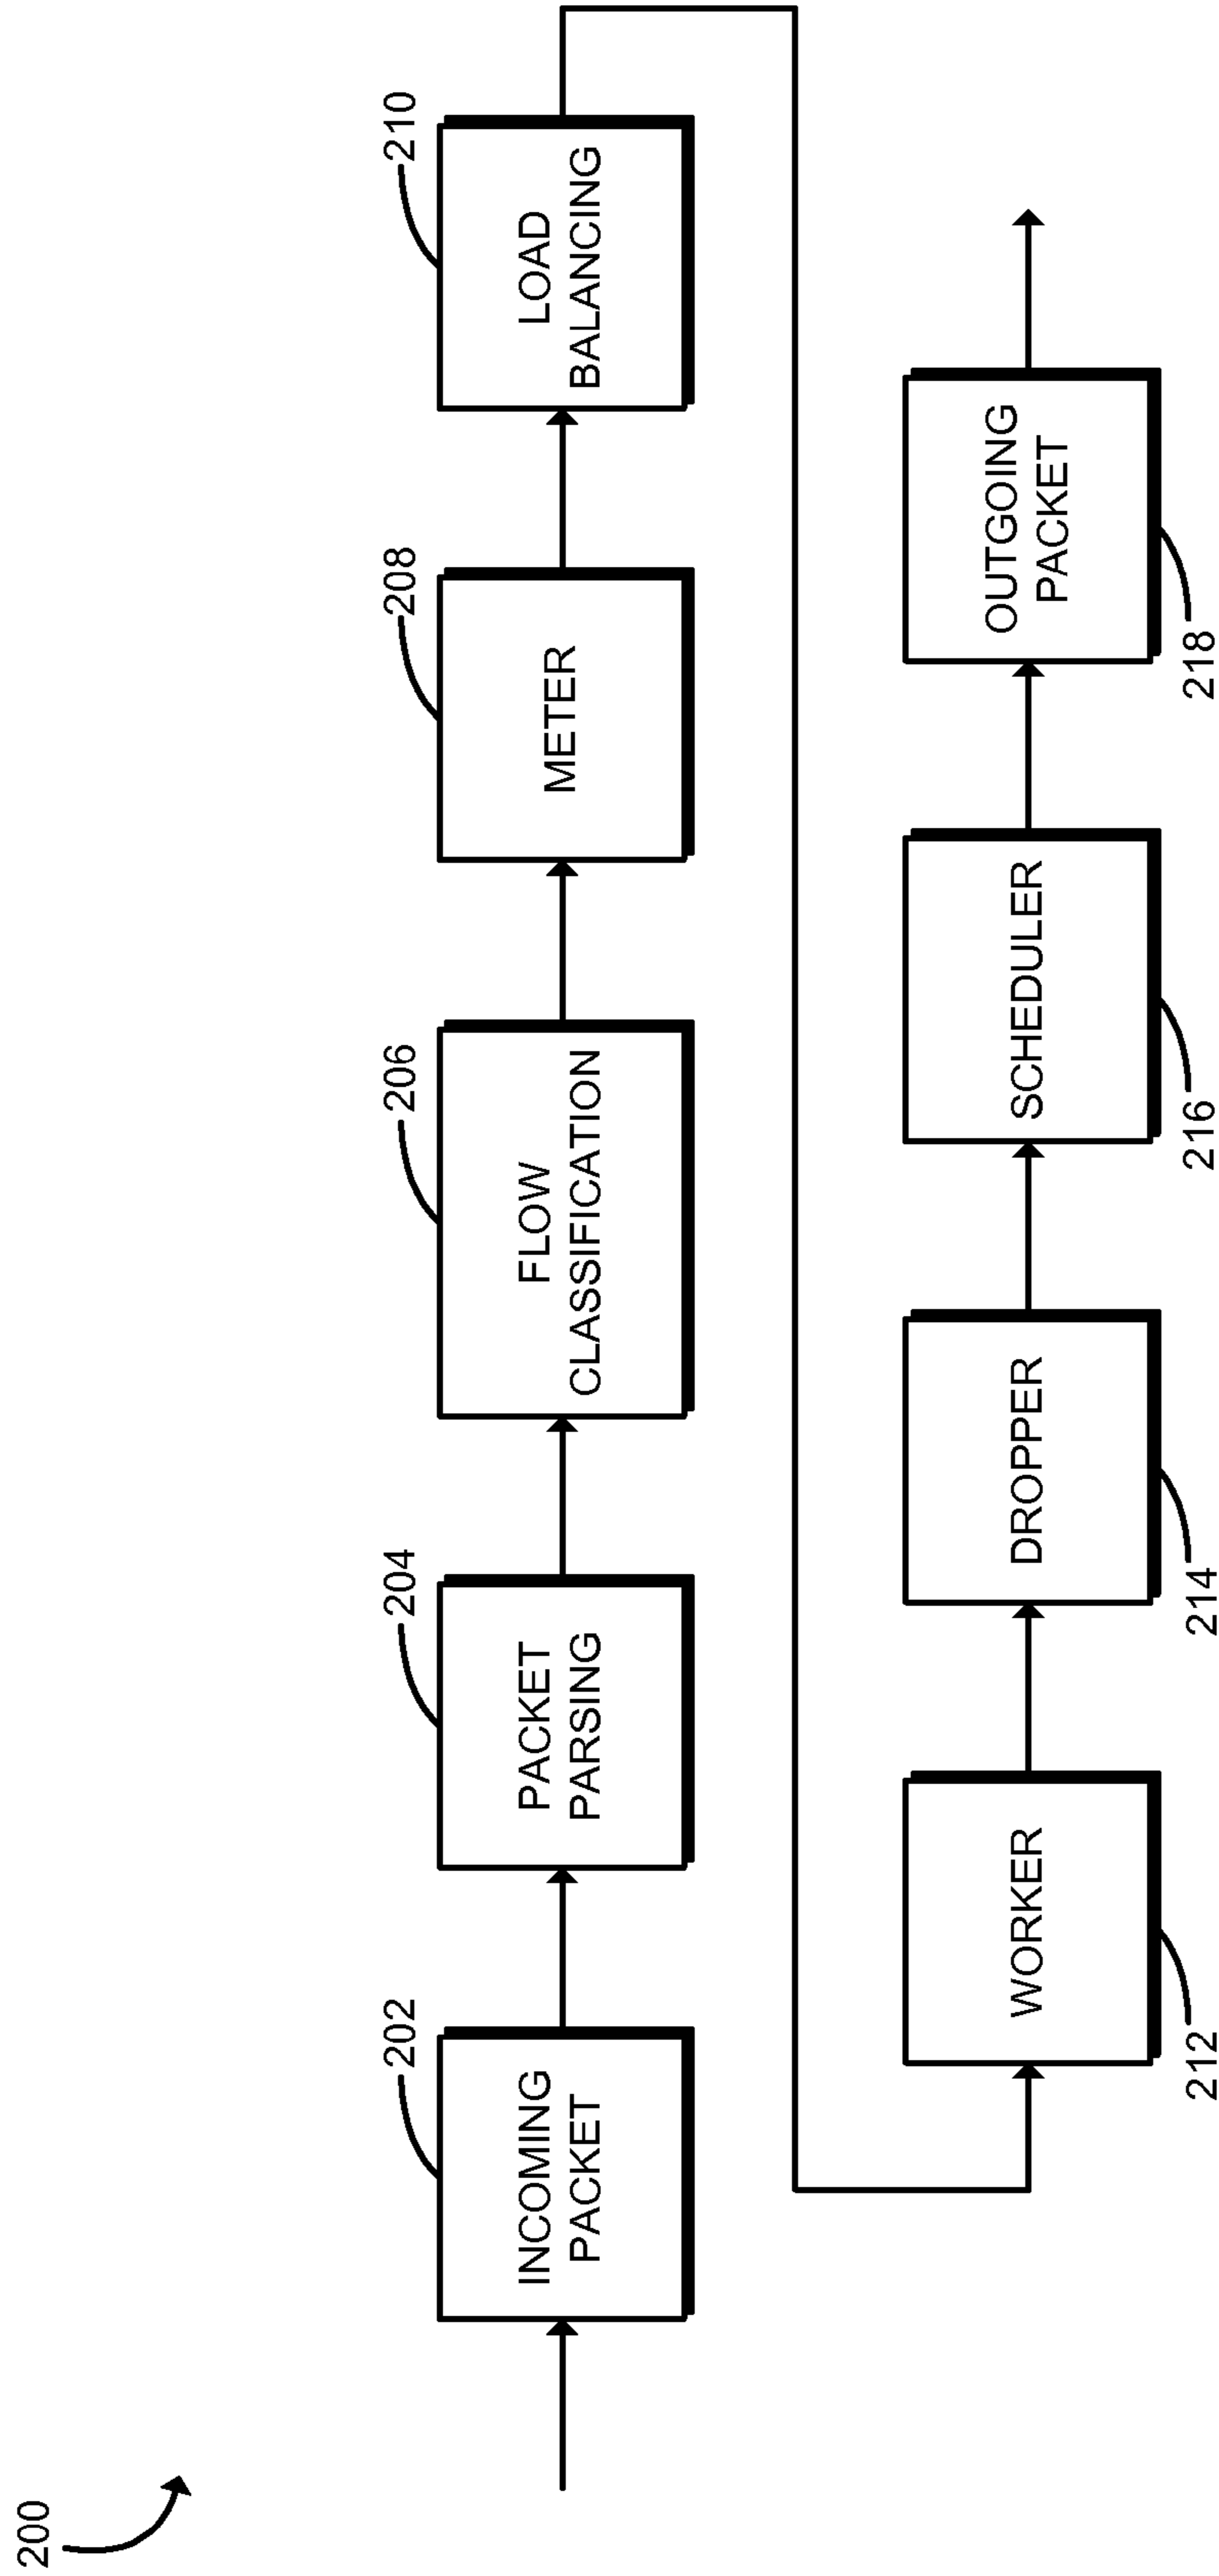 200
202
INCOMING
PACKET
204
PACKET
PARSING
206
FLOW
CLASSIFICATION
208
METER
210
LOAD
BALANCING
WORKER
212
DROPPER
214
SCHEDULER
216
OUTGOING
PACKET
218